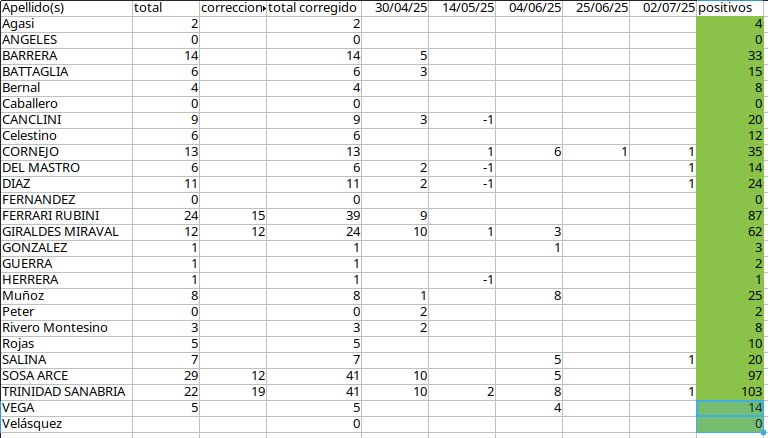 Apellido(s) total correccion total corregido 30/04/25 14/05/25 04/06/25 25/06/25 02/07/25 positivos
Agasi 2 2 4
ANGELES 0 0 0
BARRERA 14 14 5 33
BATTAGLIA 6 6 3 15
Bernal 4 4 8
Caballero 0 0 0
CANCLINI 9 9 3 -1 20
Celestino 6 6 12
CORNEJO 13 13 1 6 1 1 35
DEL MASTRO 6 6 2 -1 1 14
DIAZ 11 11 2 -1 1 24
FERNANDEZ 0 0 0
FERRARI RUBINI 24 15 39 9 87
GIRALDES MIRAVAL 12 12 24 10 1 3 62
GONZALEZ 1 1 1 3
GUERRA 1 1 2
HERRERA 1 1 -1 1
Muñoz 8 8 1 8 25
Peter 0 0 2 2
Rivero Montesino 3 3 2 8
Rojas 5 5 10
SALINA 7 7 5 1 20
SOSA ARCE 29 12 41 10 5 97
TRINIDAD SANABRIA 22 19 41 10 2 8 1 103
VEGA 5 5 4 14
Velásquez 0 0